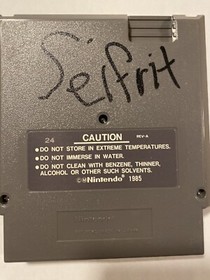 Seifrit
24 CAUTION REV-A
• DO NOT STORE IN EXTREME TEMPERATURES.
• DO NOT IMMERSE IN WATER.
• DO NOT CLEAN WITH BENZENE, THINNER,
ALCOHOL OR OTHER SUCH SOLVENTS.
©®Nintendo® 1985